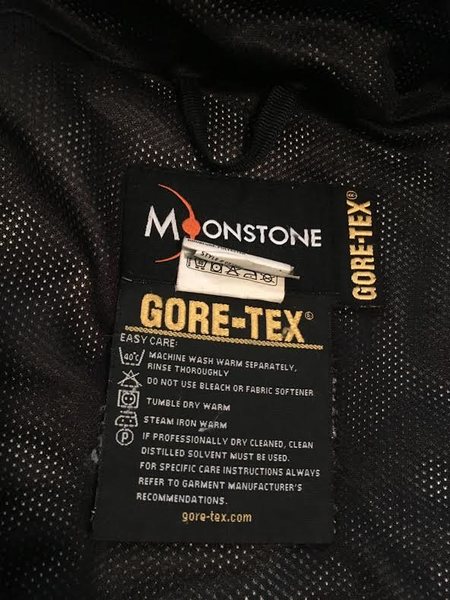 MOONSTONE
GORE-TEX®
STYLE
GORE-TEX®
EASY CARE:
40°C
MACHINE WASH WARM SEPARATELY,
RINSE THOROUGHLY
DO NOT USE BLEACH OR FABRIC SOFTENER
TUMBLE DRY WARM
STEAM IRON WARM
P
IF PROFESSIONALLY DRY CLEANED, CLEAN
DISTILLED SOLVENT MUST BE USED.
FOR SPECIFIC CARE INSTRUCTIONS ALWAYS
REFER TO GARMENT MANUFACTURER'S
RECOMMENDATIONS.
gore-tex.com